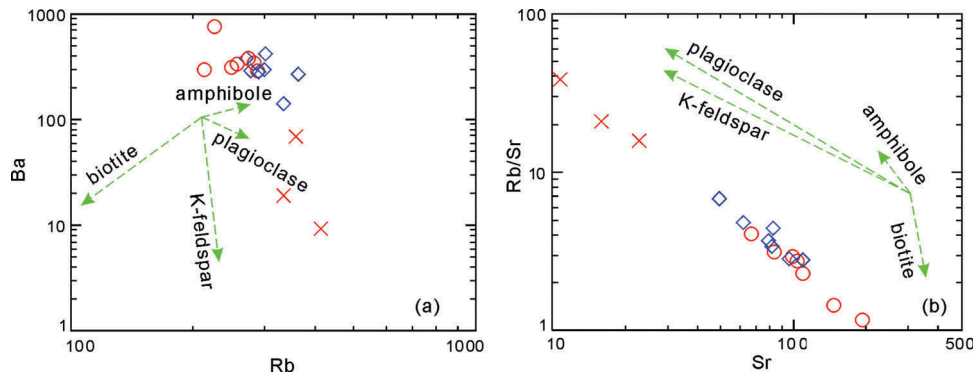 1000
100
10
1
Ba
amphibole
plagioclase
biotite
K-feldspar
(a)
100
1000
Rb
100
10
1
Rb/Sr
plagioclase
K-feldspar
amphibole
biotite
(b)
10
100
500
Sr